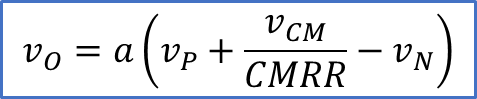 v_O = a(v_P + v_CM/CMRR − v_N)